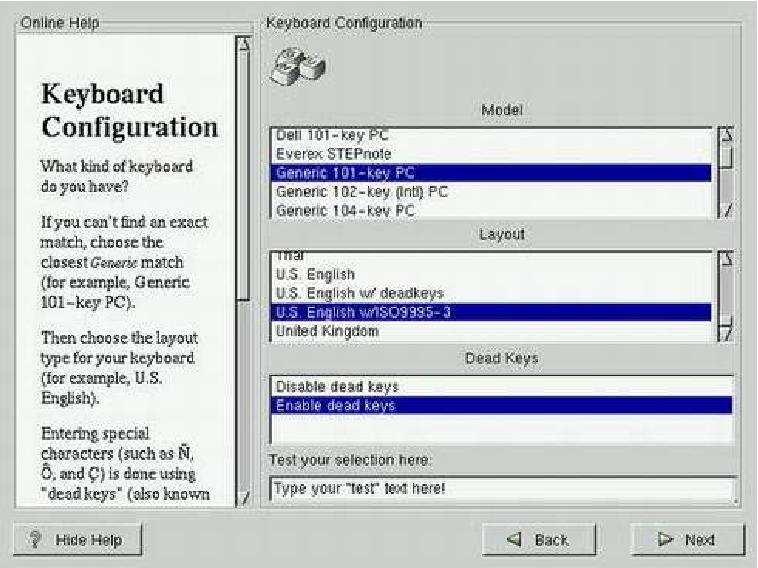 Online Help
Keyboard
Configuration
What kind of keyboard
do you have?
If you can't find an exact
match, choose the
closest Generic match
(for example, Generic
101-key PC).
Then choose the layout
type for your keyboard
(for example, U.S.
English).
Entering special
characters (such as Ñ,
Ô, and Ç) is done using
"dead keys" (also known
Keyboard Configuration
Model
Dell 101-key PC
Everex STEPnote
Generic 101-key PC
Generic 102-key (Intl) PC
Generic 104-key PC
Layout
Thai
U.S. English
U.S. English w/ deadkeys
U.S. English w/ISO9995-3
United Kingdom
Dead Keys
Disable dead keys
Enable dead keys
Test your selection here:
Type your "test" text here!
Hide Help
Back
Next